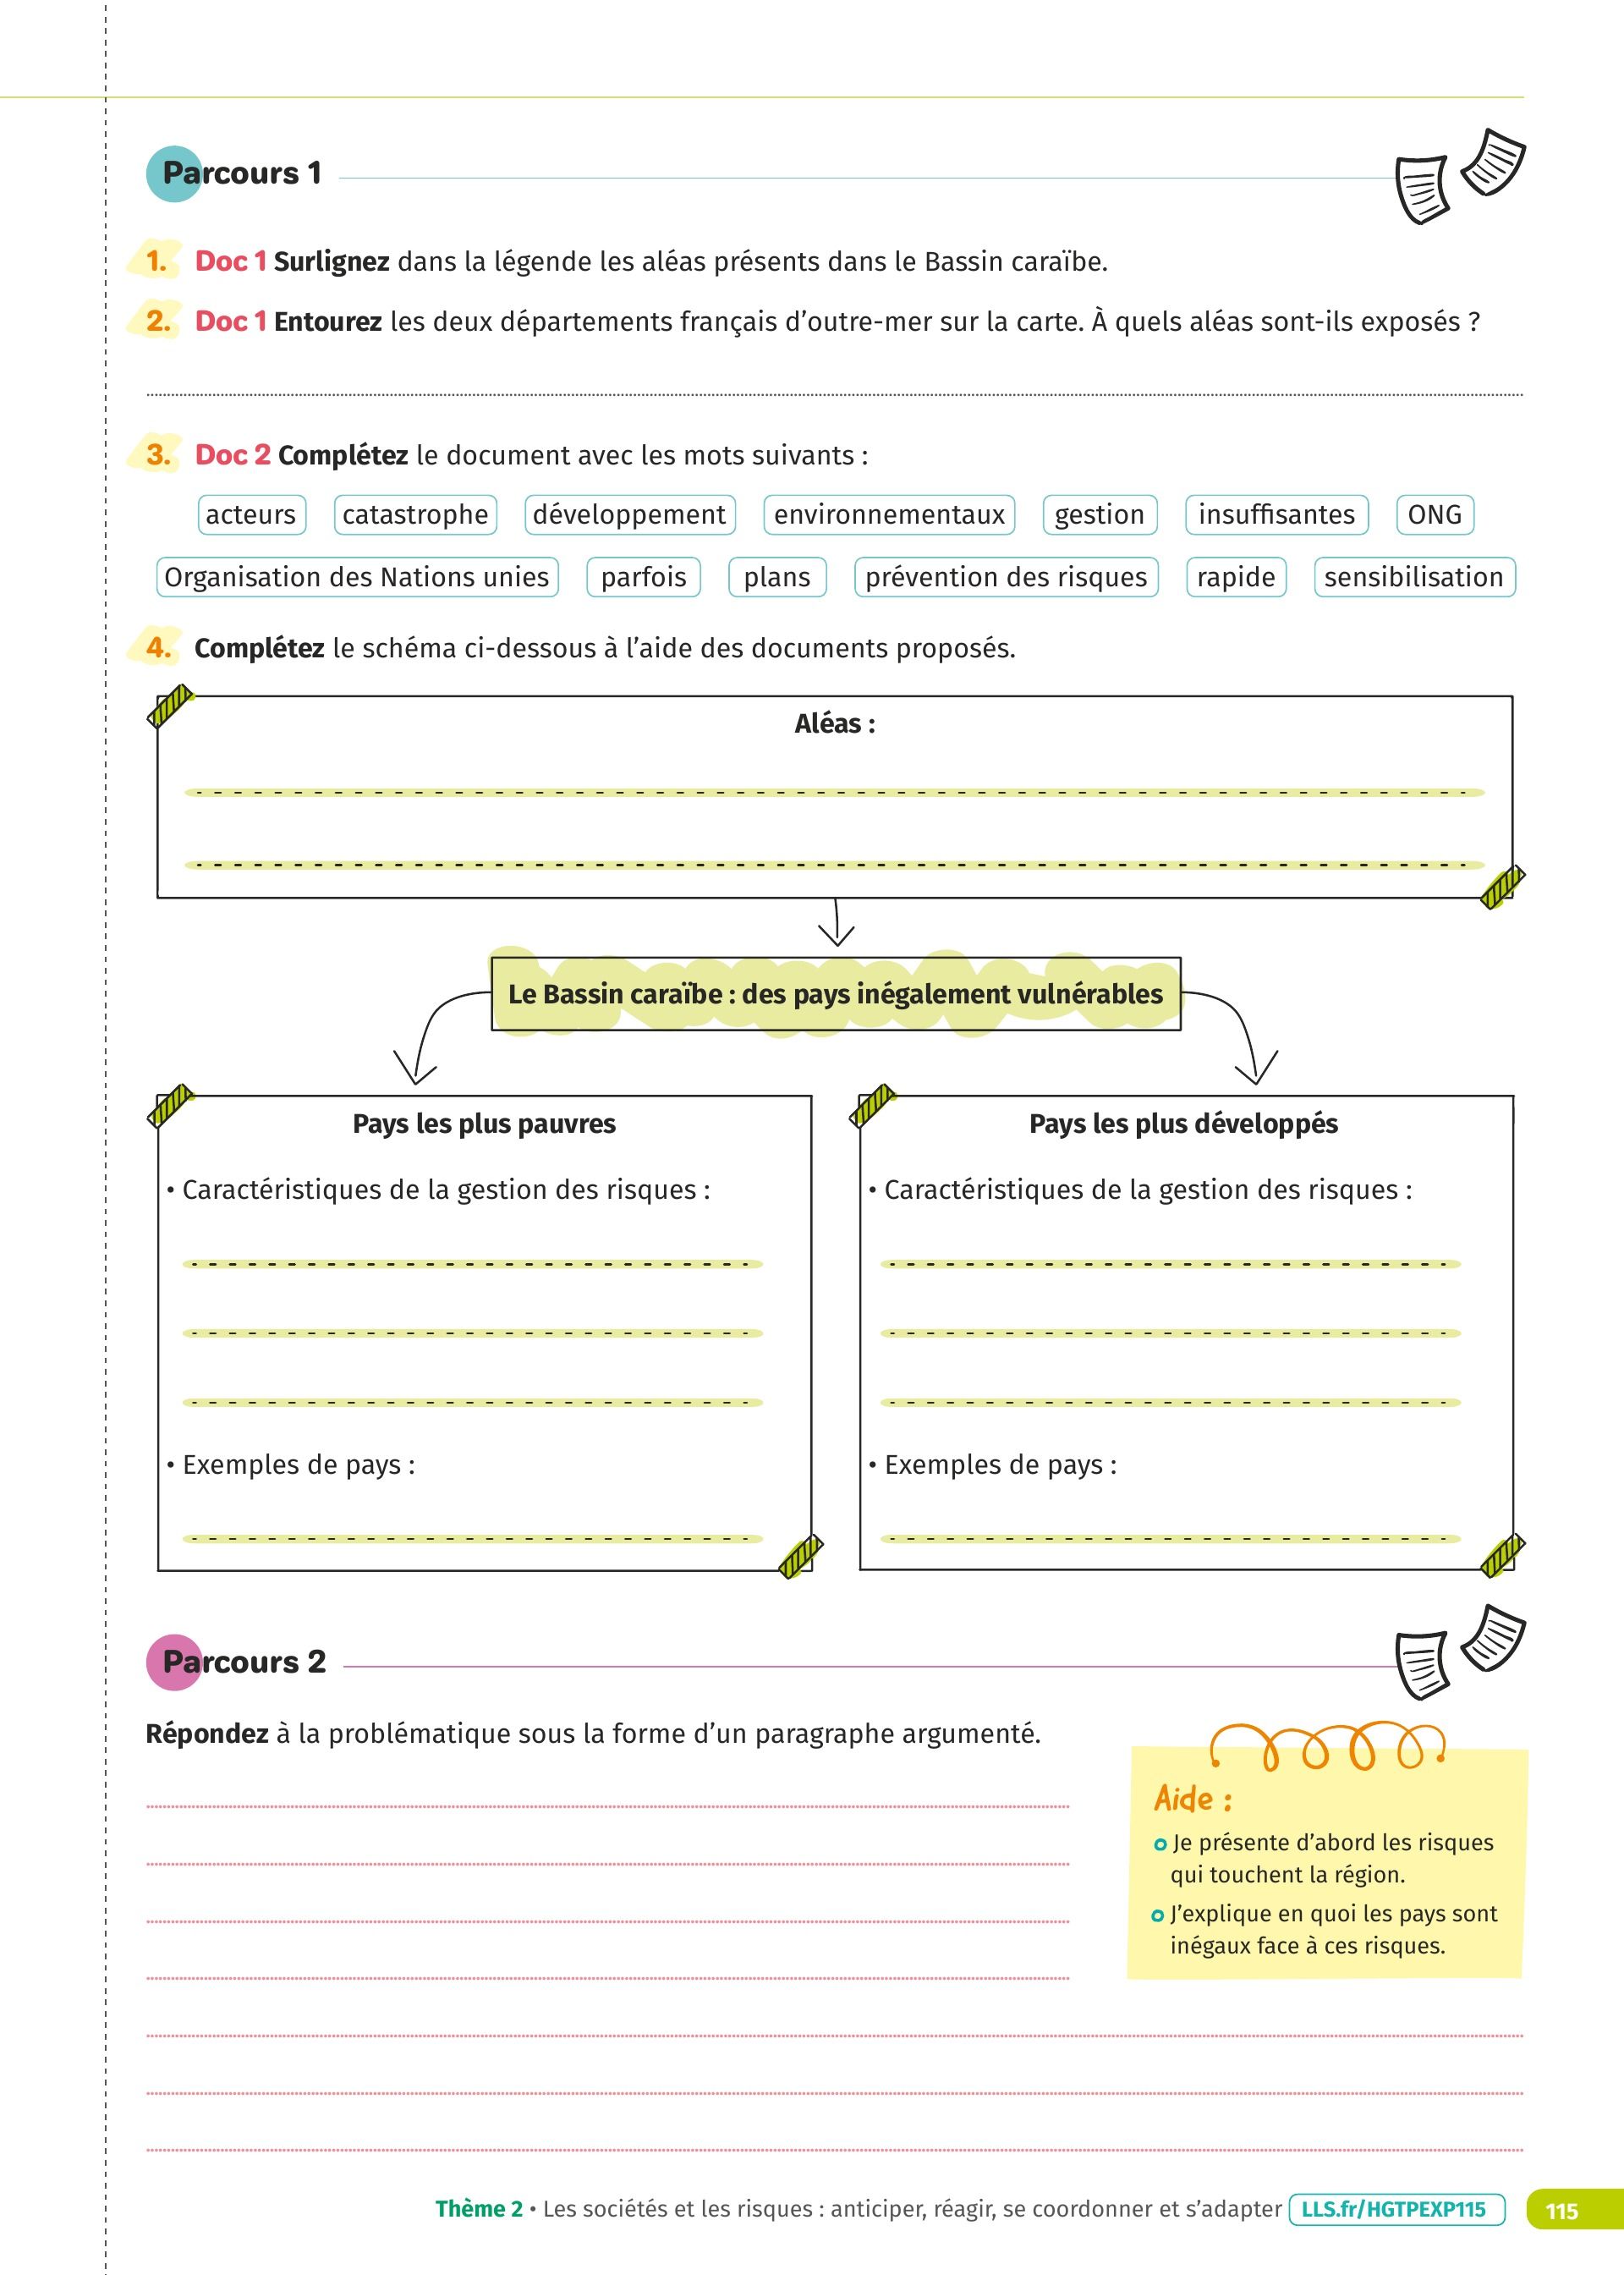 Parcours 1
1. Doc 1 Surlignez dans la légende les aléas présents dans le Bassin caraïbe.
2. Doc 1 Entourez les deux départements français d’outre-mer sur la carte. À quels aléas sont-ils exposés ?
3. Doc 2 Complétez le document avec les mots suivants :
acteurs catastrophe développement environnementaux gestion insuffisantes ONG
Organisation des Nations unies parfois plans prévention des risques rapide sensibilisation
4. Complétez le schéma ci-dessous à l’aide des documents proposés.
Aléas :
Le Bassin caraïbe : des pays inégalement vulnérables
Pays les plus pauvres
• Caractéristiques de la gestion des risques :
• Exemples de pays :
Pays les plus développés
• Caractéristiques de la gestion des risques :
• Exemples de pays :
Parcours 2
Répondez à la problématique sous la forme d’un paragraphe argumenté.
Aide :
Je présente d’abord les risques
qui touchent la région.
J’explique en quoi les pays sont
inégaux face à ces risques.
Thème 2 • Les sociétés et les risques : anticiper, réagir, se coordonner et s’adapter LLS.fr/HGTPEXP115 115